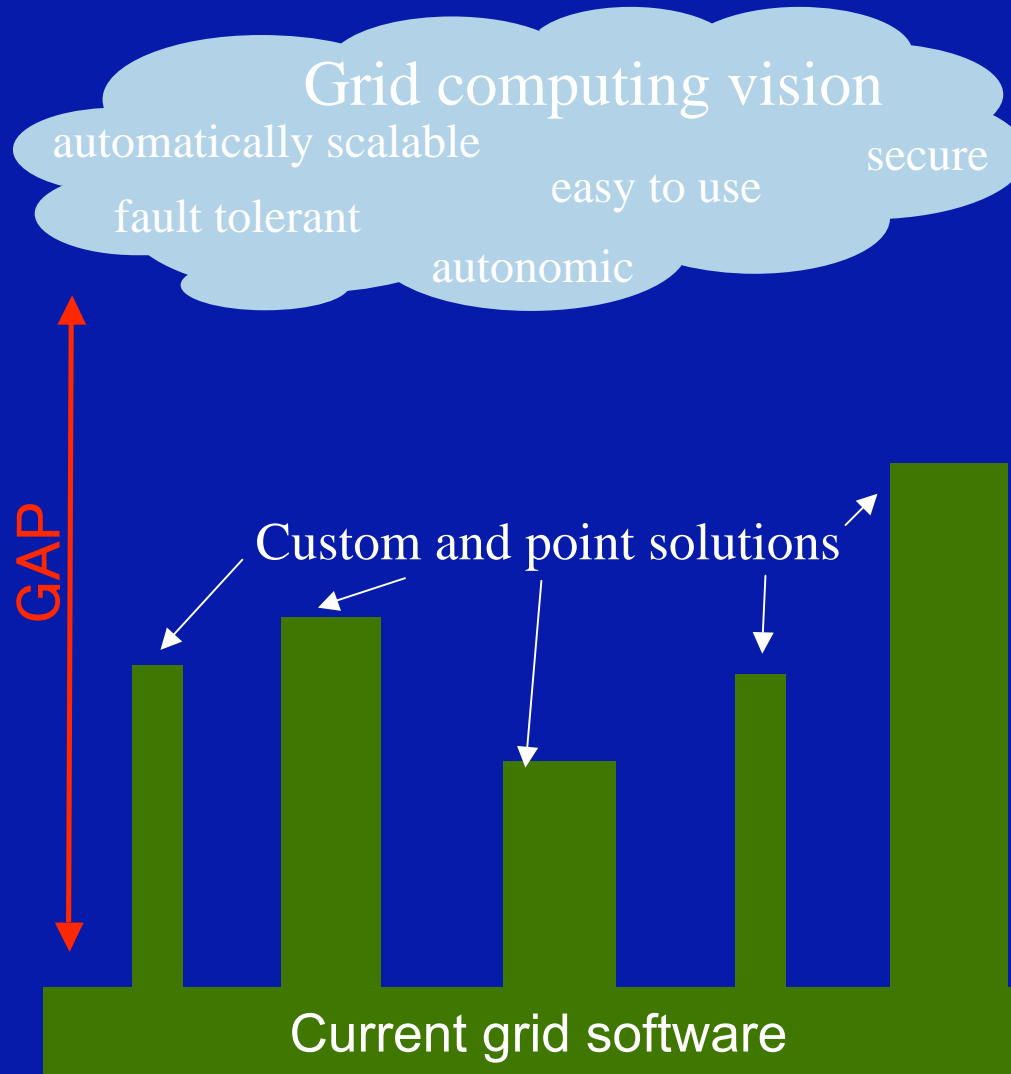 Grid computing vision
automatically scalable
secure
easy to use
fault tolerant
autonomic
GAP
Custom and point solutions
Current grid software